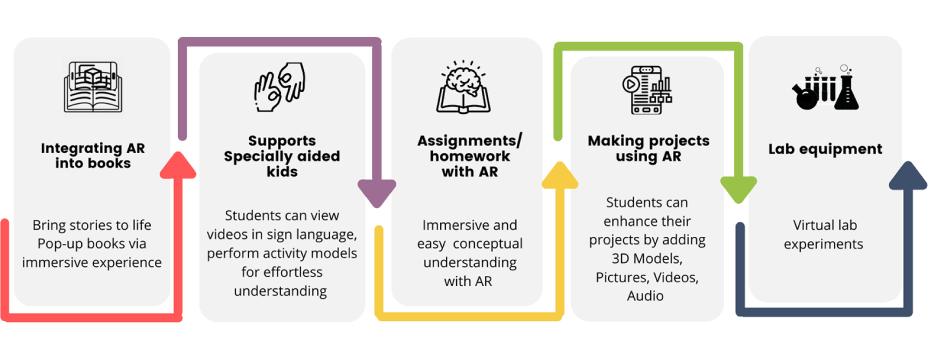 Integrating AR
into books
Bring stories to life
Pop-up books via
immersive experience
Supports
Specially aided
kids
Students can view
videos in sign language,
perform activity models
for effortless
understanding
Assignments/
homework
with AR
Immersive and
easy conceptual
understanding
with AR
Making projects
using AR
Students can
enhance their
projects by adding
3D Models,
Pictures, Videos,
Audio
Lab equipment
Virtual lab
experiments